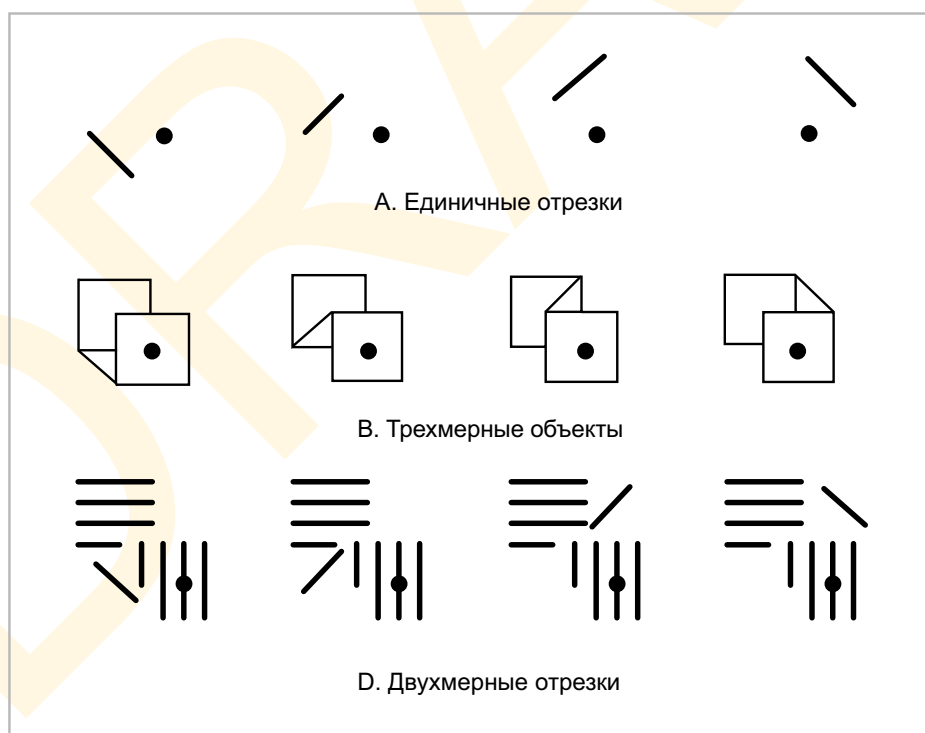 A. Единичные отрезки
B. Трехмерные объекты
D. Двухмерные отрезки